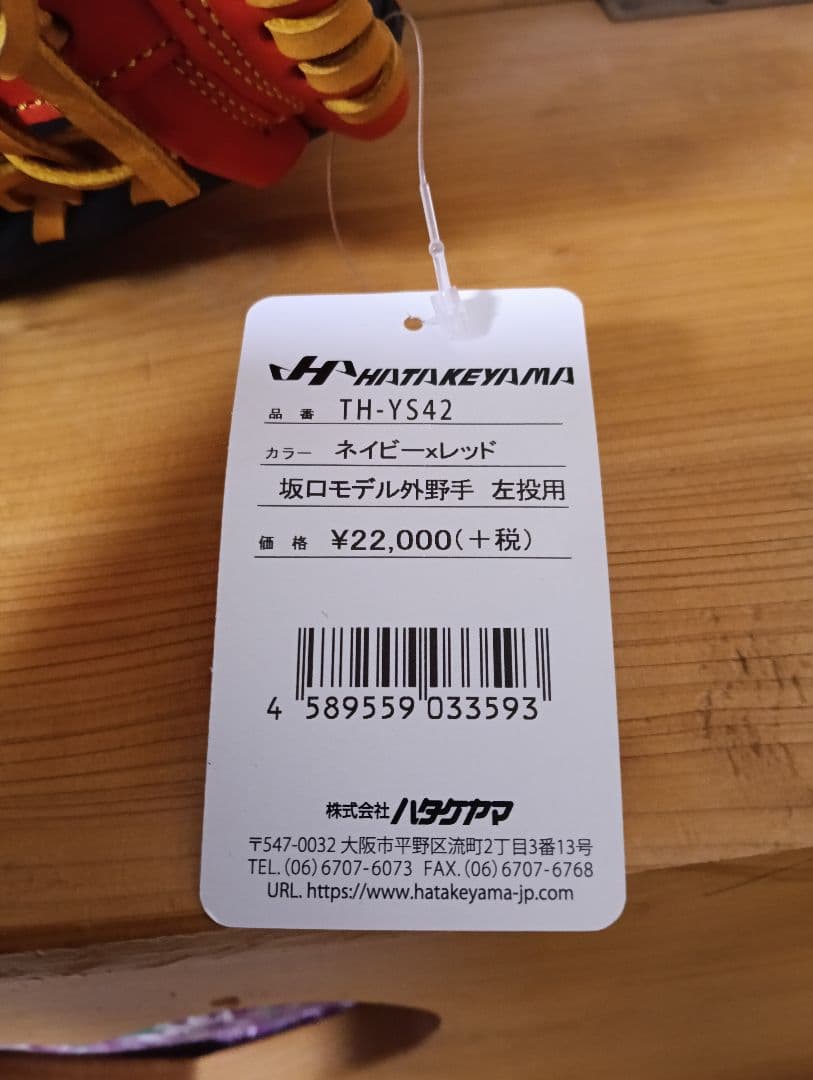 HATAKEYAMA
品番 TH-YS42
カラー ネイビー×レッド
坂口モデル外野手 左投用
価格 ¥22,000(+税)
4 589559 033593
株式会社ハタケヤマ
〒547-0032 大阪市平野区流町2丁目3番13号
TEL.(06)6707-6073 FAX.(06)6707-6768
URL. https://www.hatakeyama-jp.com